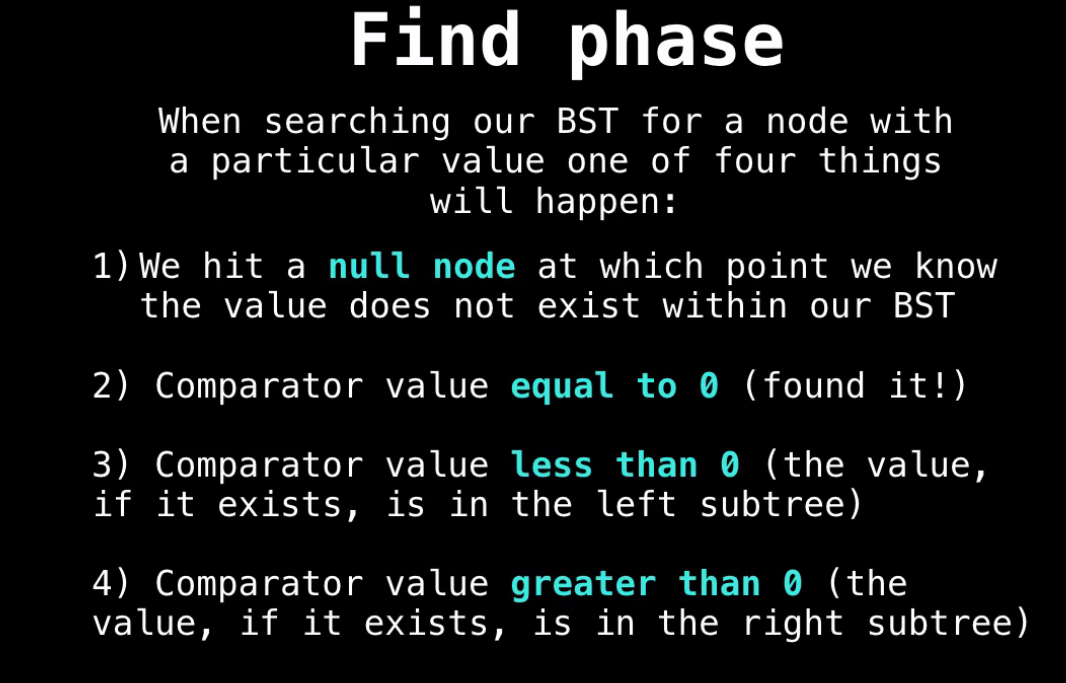 Find phase
When searching our BST for a node with
a particular value one of four things
will happen:
1) We hit a null node at which point we know
the value does not exist within our BST
2) Comparator value equal to 0 (found it!)
3) Comparator value less than 0 (the value,
if it exists, is in the left subtree)
4) Comparator value greater than 0 (the
value, if it exists, is in the right subtree)